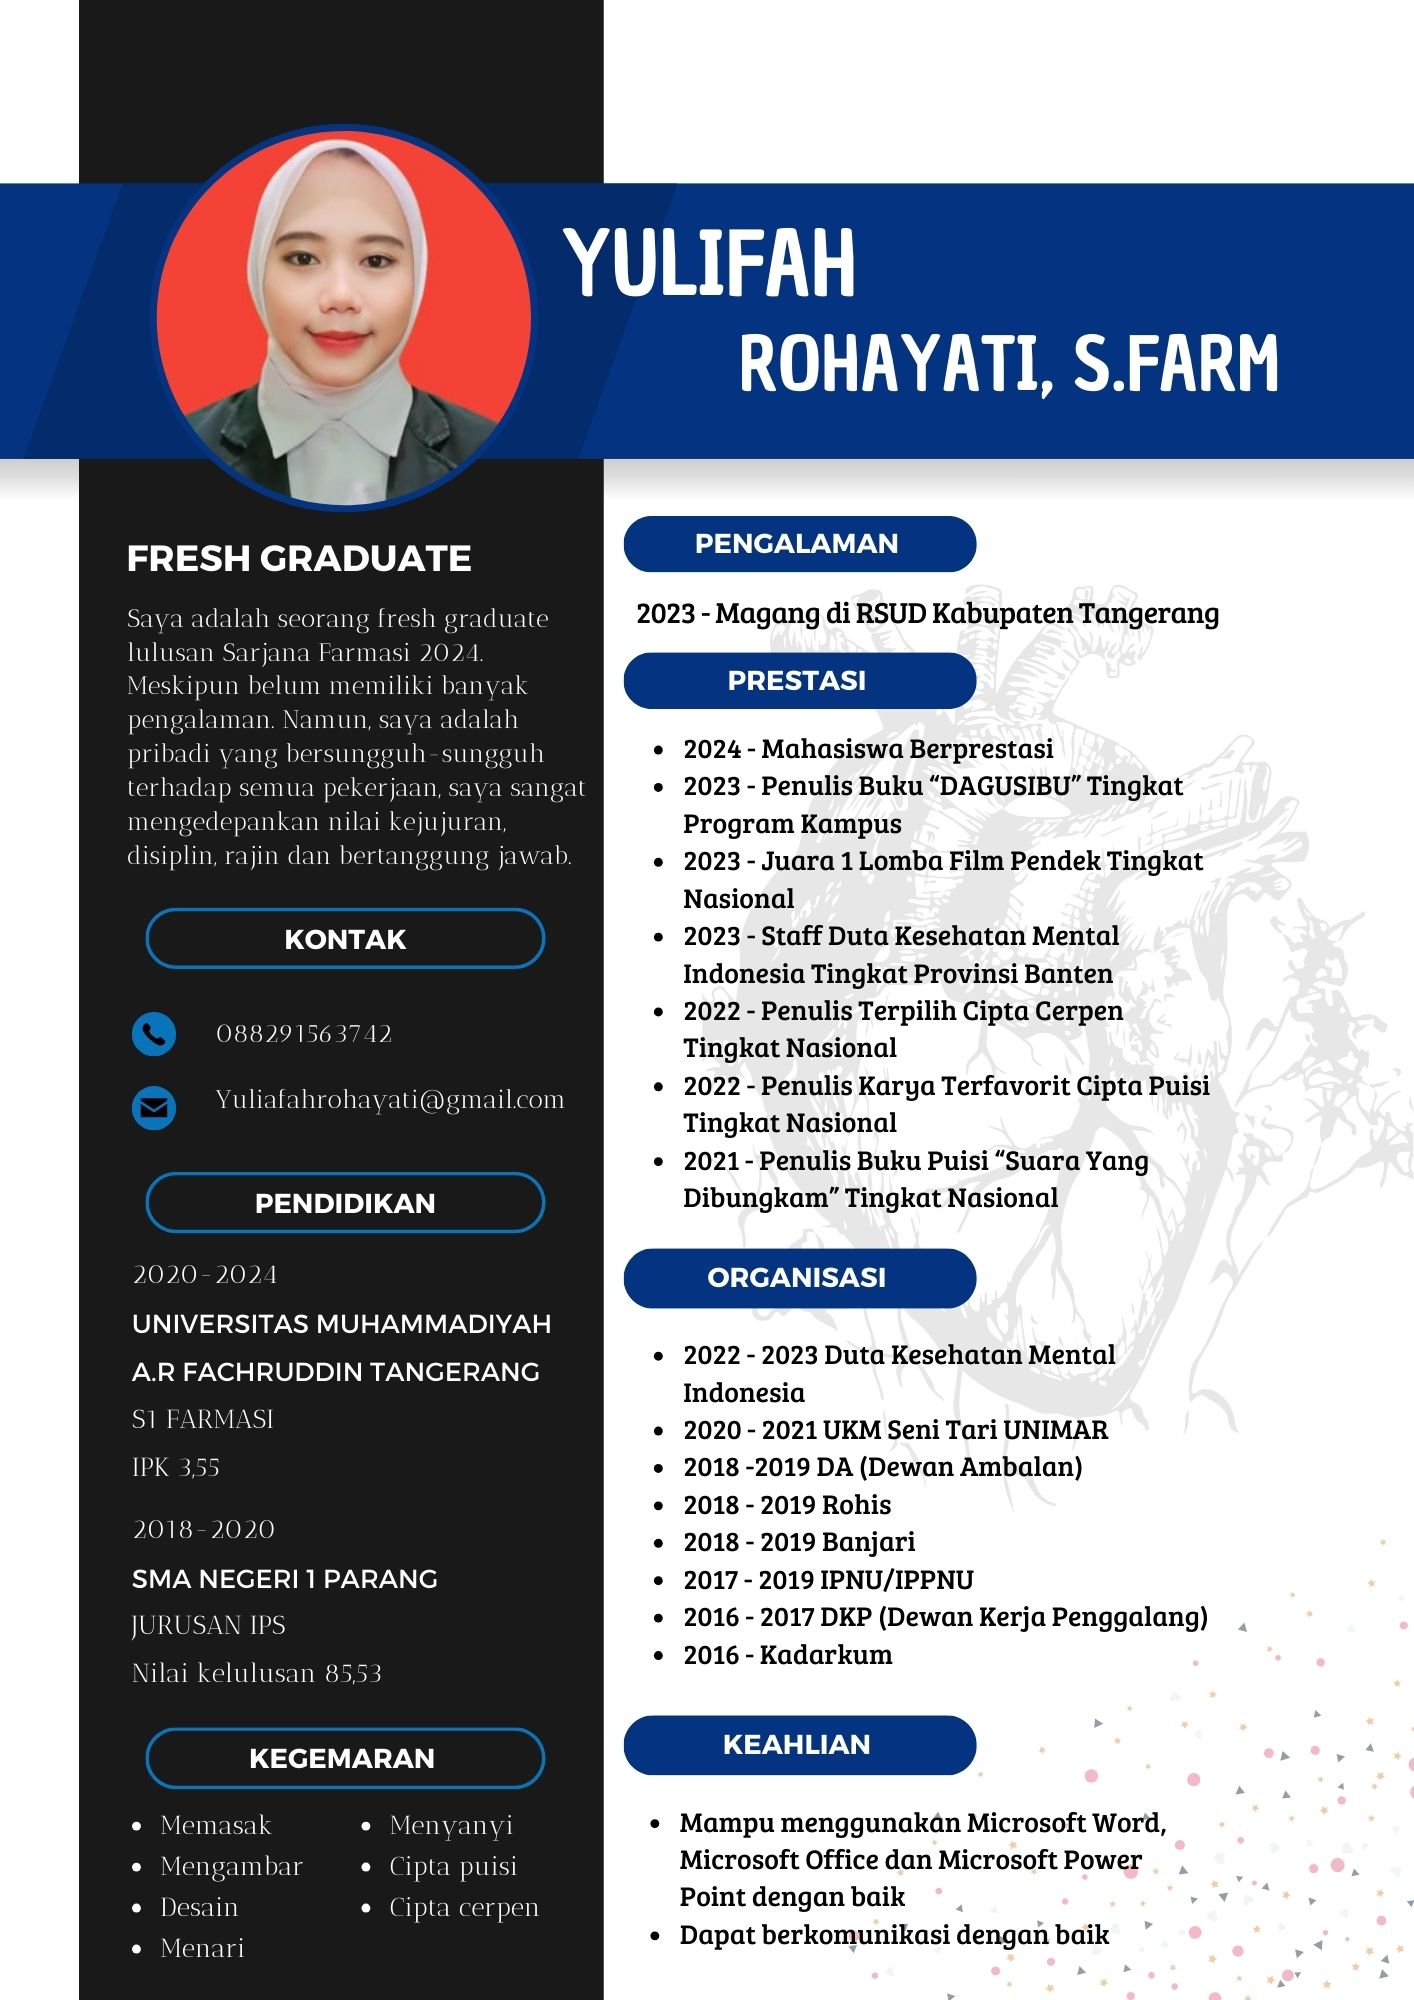 YULIFAH
ROHAYATI, S.FARM
FRESH GRADUATE
Saya adalah seorang fresh graduate
lulusan Sarjana Farmasi 2024.
Meskipun belum memiliki banyak
pengalaman. Namun, saya adalah
pribadi yang bersungguh-sungguh
terhadap semua pekerjaan, saya sangat
mengedepankan nilai kejujuran,
disiplin, rajin dan bertanggung jawab.
KONTAK
088291563742
Yuliafahrohayati@gmail.com
PENDIDIKAN
2020-2024
UNIVERSITAS MUHAMMADIYAH
A.R FACHRUDDIN TANGERANG
S1 FARMASI
IPK 3,55
2018-2020
SMA NEGERI 1 PARANG
JURUSAN IPS
Nilai kelulusan 85,53
KEGEMARAN
• Memasak
• Mengambar
• Desain
• Menari
• Menyanyi
• Cipta puisi
• Cipta cerpen
PENGALAMAN
2023 - Magang di RSUD Kabupaten Tangerang
PRESTASI
• 2024 - Mahasiswa Berprestasi
• 2023 - Penulis Buku “DAGUSIBU” Tingkat
Program Kampus
• 2023 - Juara 1 Lomba Film Pendek Tingkat
Nasional
• 2023 - Staff Duta Kesehatan Mental
Indonesia Tingkat Provinsi Banten
• 2022 - Penulis Terpilih Cipta Cerpen
Tingkat Nasional
• 2022 - Penulis Karya Terfavorit Cipta Puisi
Tingkat Nasional
• 2021 - Penulis Buku Puisi “Suara Yang
Dibungkam” Tingkat Nasional
ORGANISASI
• 2022 - 2023 Duta Kesehatan Mental
Indonesia
• 2020 - 2021 UKM Seni Tari UNIMAR
• 2018 -2019 DA (Dewan Ambalan)
• 2018 - 2019 Rohis
• 2018 - 2019 Banjari
• 2017 - 2019 IPNU/IPPNU
• 2016 - 2017 DKP (Dewan Kerja Penggalang)
• 2016 - Kadarkum
KEAHLIAN
• Mampu menggunakan Microsoft Word,
Microsoft Office dan Microsoft Power
Point dengan baik
• Dapat berkomunikasi dengan baik